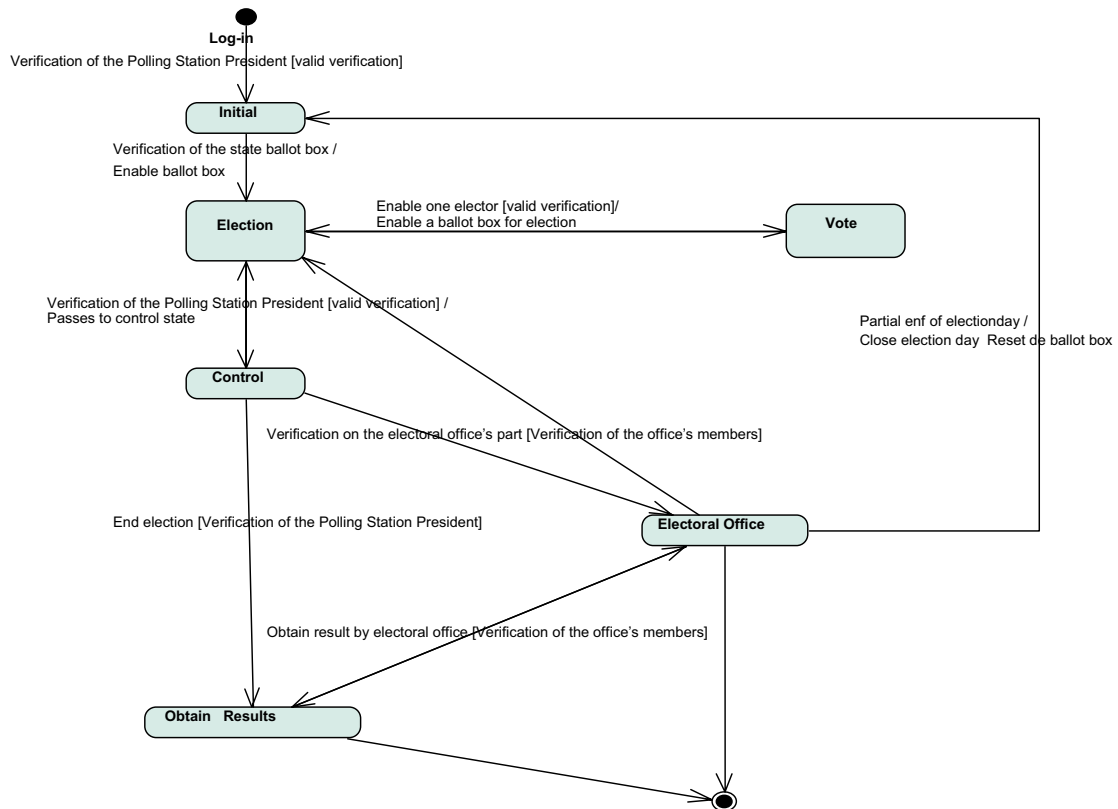 Log-in
Verification of the Polling Station President [valid verification]
Initial
Verification of the state ballot box /
Enable ballot box
Enable one elector [valid verification]/
Enable a ballot box for election
Election
Vote
Verification of the Polling Station President [valid verification] /
Passes to control state
Partial enf of electionday /
Close election day  Reset de ballot box
Control
Verification on the electoral office's part [Verification of the office's members]
End election [Verification of the Polling Station President]
Electoral Office
Obtain result by electoral office [Verification of the office's members]
Obtain   Results